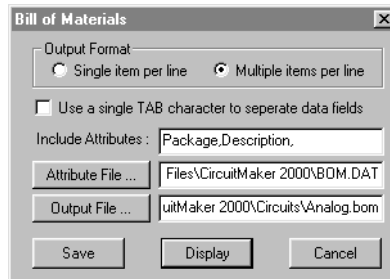 Bill of Materials
Output Format
Single item per line Multiple items per line
Use a single TAB character to seperate data fields
Include Attributes : Package,Description,
Attribute File ... Files\CircuitMaker 2000\BOM.DAT
Output File ... uitMaker 2000\Circuits\Analog.bom
Save Display Cancel